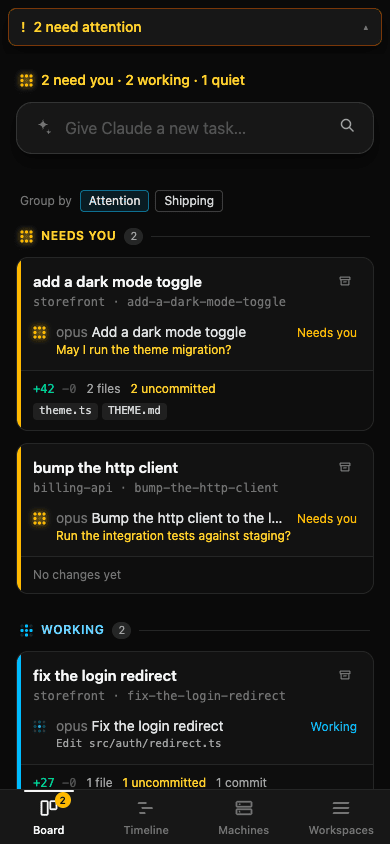 ! 2 need attention
2 need you · 2 working · 1 quiet
Give Claude a new task...
Group by Attention Shipping
NEEDS YOU 2
add a dark mode toggle
storefront · add-a-dark-mode-toggle
opus Add a dark mode toggle Needs you
May I run the theme migration?
+42 −0 2 files 2 uncommitted
theme.ts THEME.md
bump the http client
billing-api · bump-the-http-client
opus Bump the http client to the l... Needs you
Run the integration tests against staging?
No changes yet
WORKING 2
fix the login redirect
storefront · fix-the-login-redirect
opus Fix the login redirect Working
Edit src/auth/redirect.ts
+27 −0 1 file 1 uncommitted 1 commit
2
Board Timeline Machines Workspaces